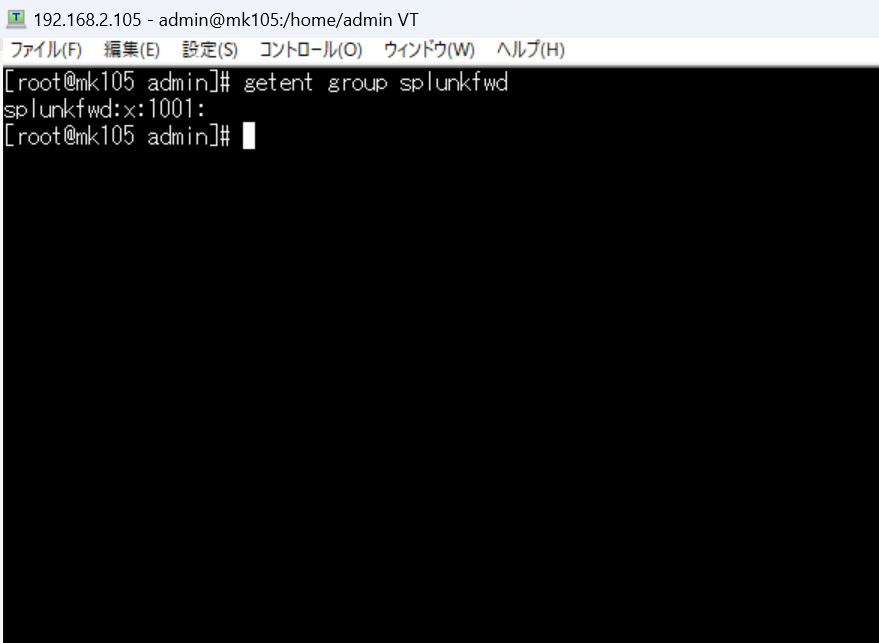 192.168.2.105 - admin@mk105:/home/admin VT
ファイル(F) 編集(E) 設定(S) コントロール(O) ウィンドウ(W) ヘルプ(H)
[root@mk105 admin]# getent group splunkfwd
splunkfwd:x:1001:
[root@mk105 admin]#